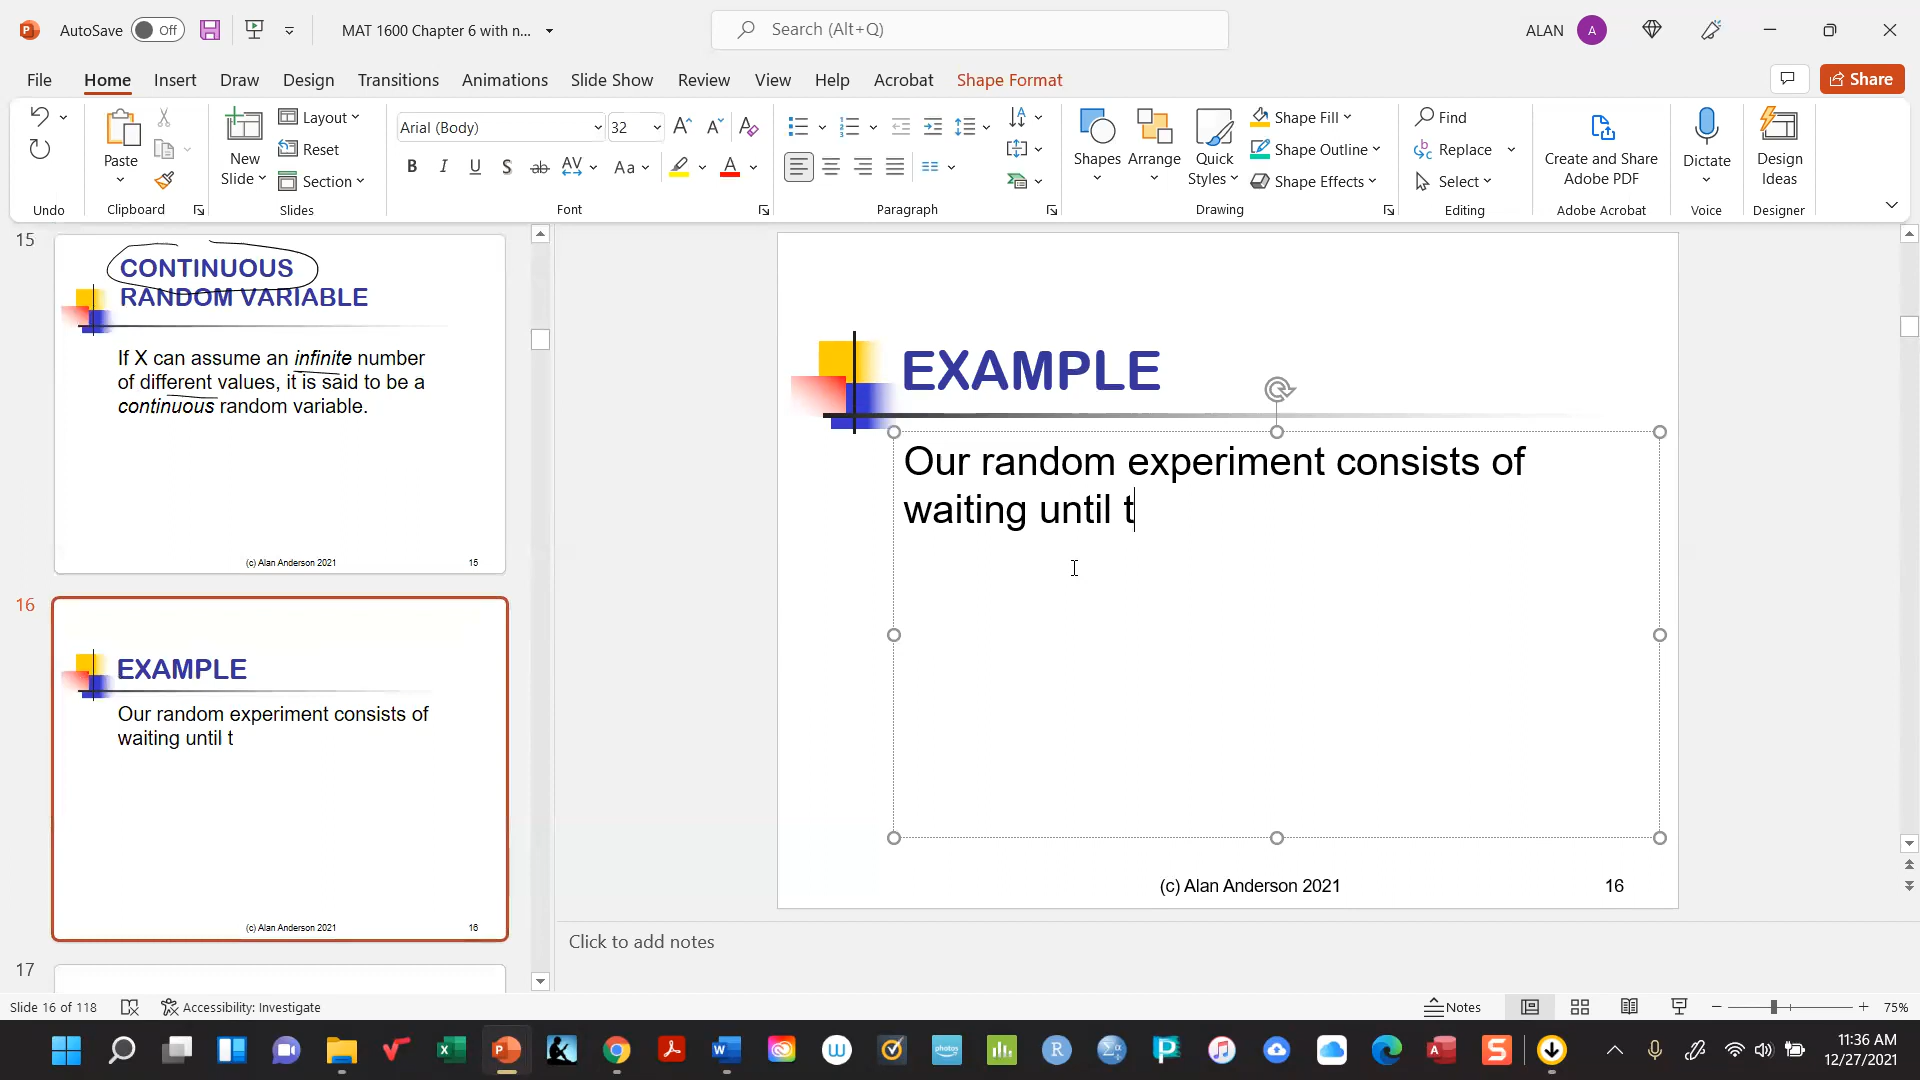 AutoSave Off
MAT 1600 Chapter 6 with n...
Search (Alt+Q)
ALAN A
File Home Insert Draw Design Transitions Animations Slide Show Review View Help Acrobat Shape Format
Share
Paste
New Slide
Layout
Reset
Section
Arial (Body) 32
B I U S ab AV Aa A
Shapes Arrange Quick Styles
Shape Fill
Shape Outline
Shape Effects
Find
Replace
Select
Create and Share Adobe PDF
Dictate
Design Ideas
Undo Clipboard Slides Font Paragraph Drawing Editing Adobe Acrobat Voice Designer
15
CONTINUOUS
RANDOM VARIABLE
If X can assume an infinite number
of different values, it is said to be a
continuous random variable.
(c) Alan Anderson 2021 15
16
EXAMPLE
Our random experiment consists of
waiting until t
(c) Alan Anderson 2021 16
17
EXAMPLE
Our random experiment consists of
waiting until t
(c) Alan Anderson 2021 16
Click to add notes
Slide 16 of 118 Accessibility: Investigate Notes 75%
11:36 AM
12/27/2021